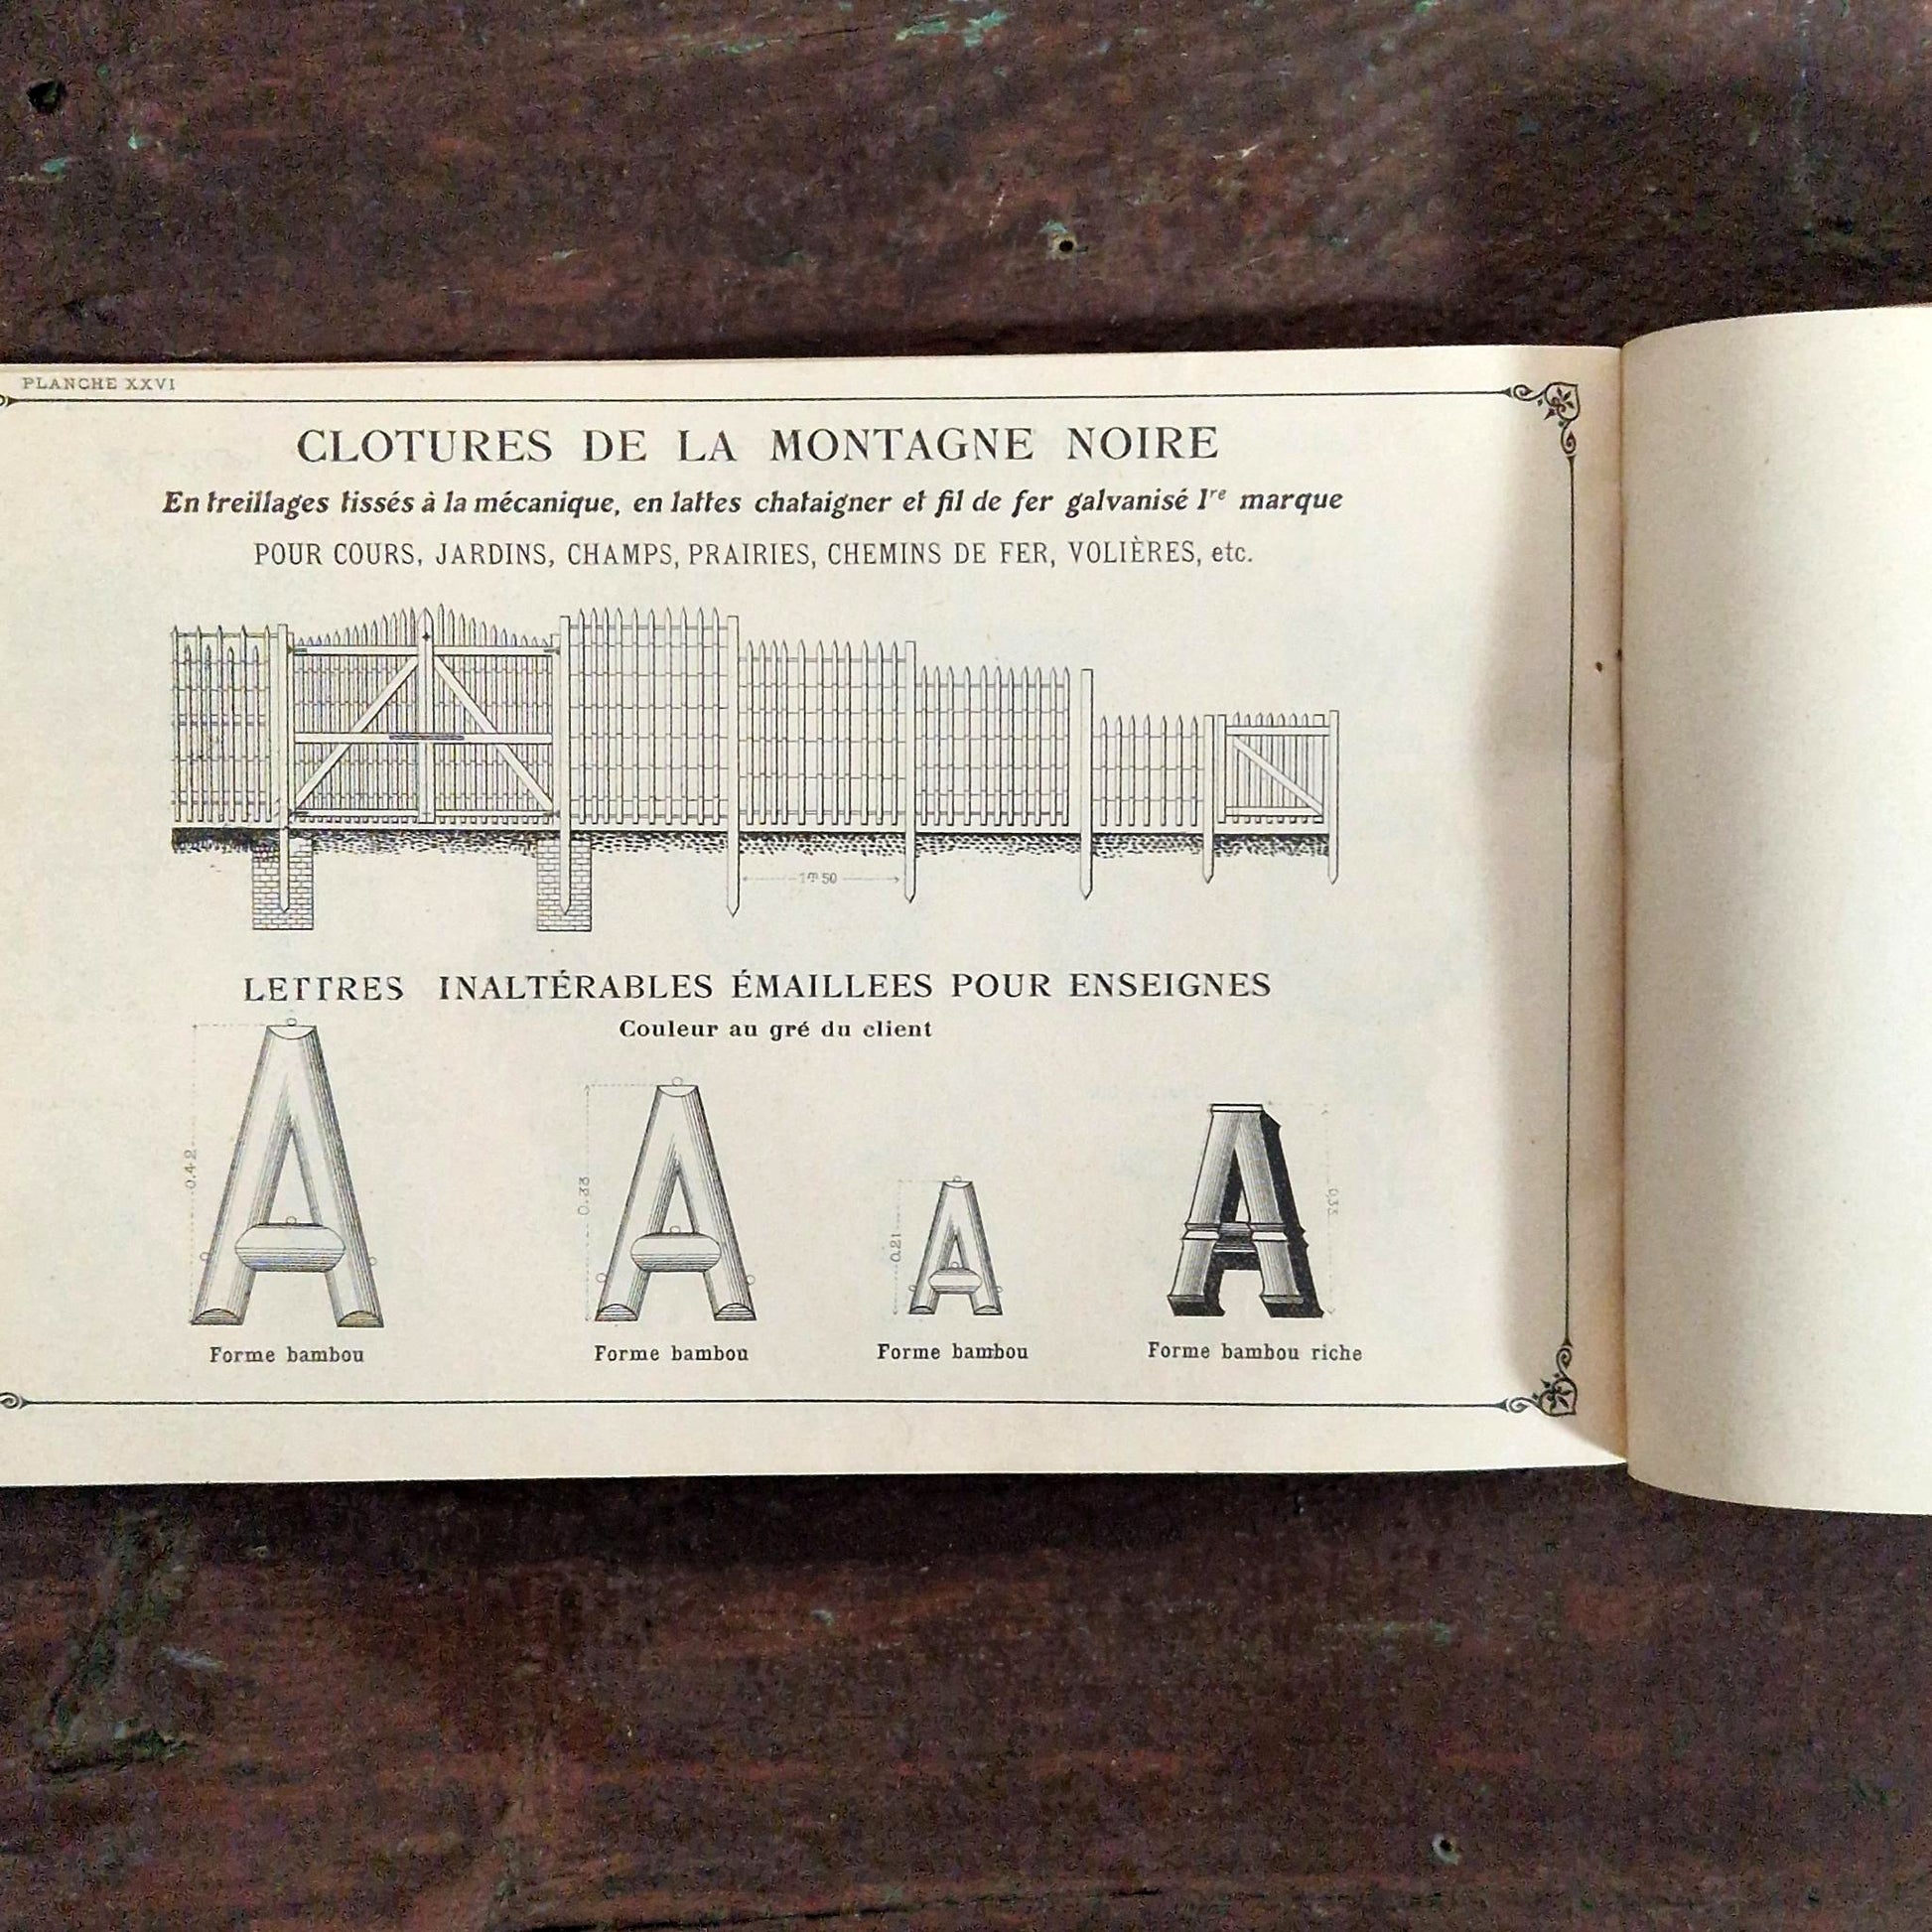 PLANCHE XXVI
CLOTURES DE LA MONTAGNE NOIRE
En treillages tissés à la mécanique, en lattes chataigner et fil de fer galvanisé 1re marque
POUR COURS, JARDINS, CHAMPS, PRAIRIES, CHEMINS DE FER, VOLIÈRES, etc.
1m50
LETTRES INALTÉRABLES ÉMAILLEES POUR ENSEIGNES
Couleur au gré du client
0.42
0.33
0.21
0.33
A A A A
Forme bambou Forme bambou Forme bambou Forme bambou riche